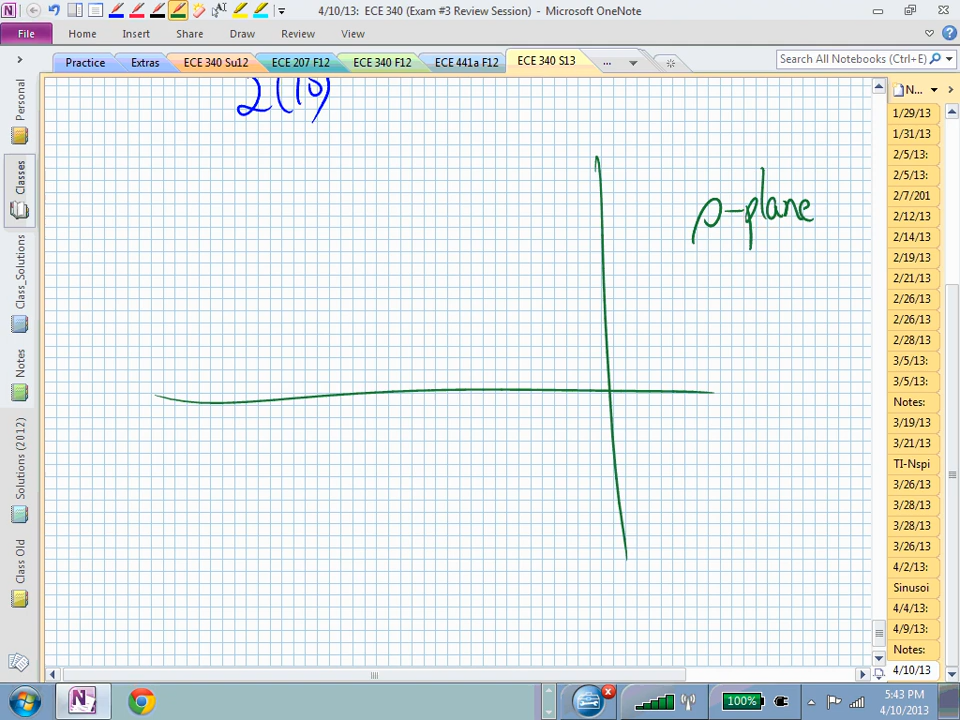 4/10/13: ECE 340 (Exam #3 Review Session) - Microsoft OneNote
File Home Insert Share Draw Review View
Practice Extras ECE 340 Su12 ECE 207 F12 ECE 340 F12 ECE 441a F12 ECE 340 S13 ...
Search All Notebooks (Ctrl+E)
Personal
Classes
Class_Solutions
Notes
Solutions (2012)
Class Old
2(10)
s-plane
N...
1/29/13
1/31/13
2/5/13:
2/5/13:
2/7/201
2/12/13
2/14/13
2/19/13
2/21/13
2/26/13
2/26/13
2/28/13
3/5/13:
3/5/13:
Notes:
3/19/13
3/21/13
TI-Nspi
3/26/13
3/28/13
3/28/13
3/26/13
4/2/13:
Sinusoi
4/4/13:
4/9/13:
Notes:
4/10/13
100%
5:43 PM
4/10/2013